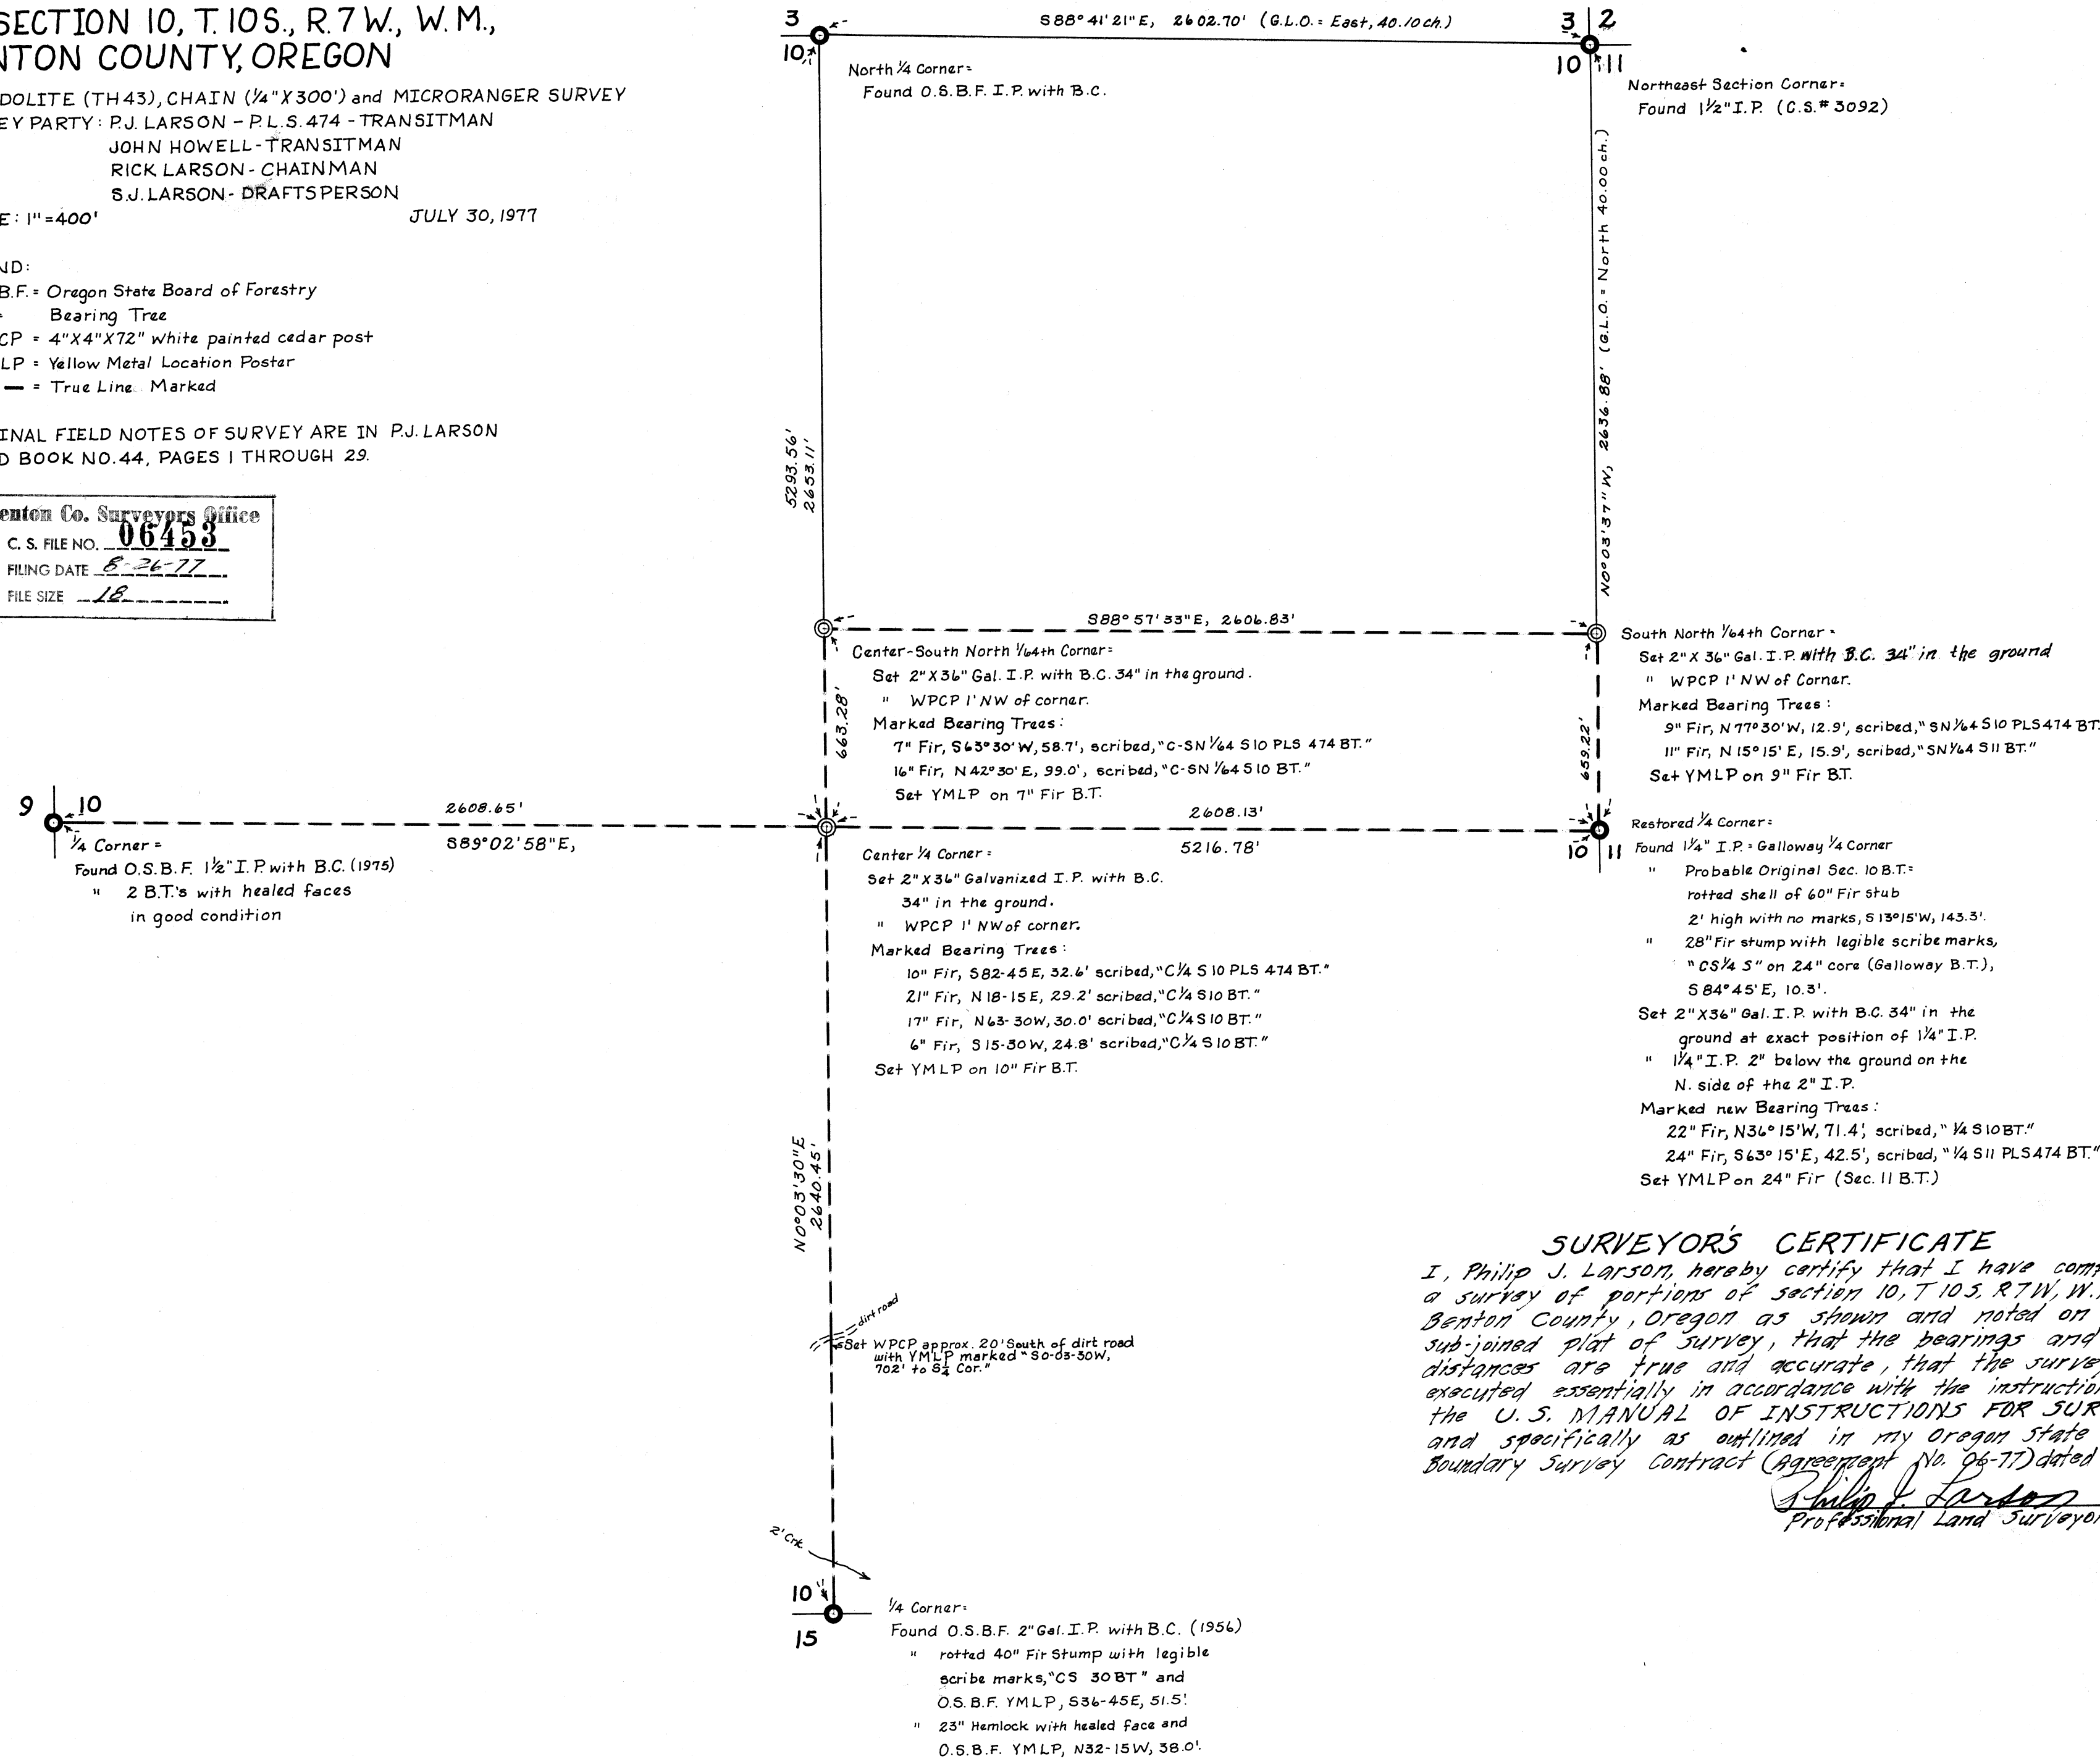 SECTION 10, T. 10S., R. 7 W., W. M.,
NTON COUNTY, OREGON
DOLITE (TH43), CHAIN (¼"X300') and MICRORANGER SURVEY
EY PARTY: P.J. LARSON – P.L.S. 474 - TRANSITMAN
JOHN HOWELL - TRANSITMAN
RICK LARSON - CHAINMAN
S.J. LARSON - DRAFTSPERSON
E: 1"=400'
JULY 30, 1977
ND:
B.F. = Oregon State Board of Forestry
= Bearing Tree
CP = 4"X4"X72" white painted cedar post
LP = Yellow Metal Location Poster
— = True Line Marked
INAL FIELD NOTES OF SURVEY ARE IN P.J. LARSON
D BOOK NO. 44, PAGES 1 THROUGH 29.
enton Co. Surveyors Office
C. S. FILE NO. 06453
FILING DATE 8-26-77
FILE SIZE 18
3
10
S88° 41' 21" E, 2602.70' (G.L.O. = East, 40.10 ch.)
3 2
10 11
North ¼ Corner =
Found O.S.B.F. I.P. with B.C.
Northeast Section Corner =
Found 1½" I.P. (C.S. # 3092)
5293.56'
2653.11'
N0° 03' 37" W, 2636.88' (G.L.O. = North 40.00 ch.)
S88° 57' 33" E, 2606.83'
Center-South North 1/64th Corner =
Set 2" X 36" Gal. I.P. with B.C. 34" in the ground.
" WPCP 1' NW of corner.
Marked Bearing Trees:
7" Fir, S63° 30' W, 58.7', scribed, "C-SN 1/64 S10 PLS 474 BT."
16" Fir, N42° 30' E, 99.0', scribed, "C-SN 1/64 S10 BT."
Set YMLP on 7" Fir B.T.
663.28'
659.22'
South North 1/64th Corner =
Set 2" X 36" Gal. I.P. with B.C. 34" in the ground
" WPCP 1' NW of Corner.
Marked Bearing Trees:
9" Fir, N77° 30' W, 12.9', scribed, "SN 1/64 S10 PLS474 BT.
11" Fir, N15° 15' E, 15.9', scribed, "SN 1/64 S11 BT."
Set YMLP on 9" Fir B.T.
9 10
2608.65'
S89° 02' 58" E,
2608.13'
5216.78'
10 11
¼ Corner =
Found O.S.B.F. 1½" I.P. with B.C. (1975)
" 2 B.T.'s with healed faces
in good condition
Center ¼ Corner =
Set 2" X 36" Galvanized I.P. with B.C.
34" in the ground.
" WPCP 1' NW of corner.
Marked Bearing Trees:
10" Fir, S82-45 E, 32.6' scribed, "C¼ S 10 PLS 474 BT."
21" Fir, N18-15 E, 29.2' scribed, "C¼ S10 BT."
17" Fir, N63-30W, 30.0' scribed, "C¼ S 10 BT."
6" Fir, S15-30 W, 24.8' scribed, "C¼ S10 BT."
Set YMLP on 10" Fir B.T.
Restored ¼ Corner =
Found 1¼" I.P. = Galloway ¼ Corner
" Probable Original Sec. 10 B.T. =
rotted shell of 60" Fir stub
2' high with no marks, S 13° 15' W, 143.3'.
" 28" Fir stump with legible scribe marks,
"CS¼ S" on 24" core (Galloway B.T.),
S 84° 45' E, 10.3'.
Set 2" X 36" Gal. I.P. with B.C. 34" in the
ground at exact position of 1¼" I.P.
" 1¼" I.P. 2" below the ground on the
N. side of the 2" I.P.
Marked new Bearing Trees:
22" Fir, N36° 15' W, 71.4', scribed, "¼ S10BT."
24" Fir, S63° 15' E, 42.5', scribed, "¼ S11 PLS474 BT."
Set YMLP on 24" Fir (Sec. 11 B.T.)
N0° 03' 30" E
2640.45'
dirt road
Set WPCP approx. 20' South of dirt road
with YMLP marked "S0-03-30W,
702' to S¼ Cor."
2' Crk.
10
15
¼ Corner =
Found O.S.B.F. 2" Gal. I.P. with B.C. (1956)
" rotted 40" Fir Stump with legible
scribe marks, "CS 30 BT" and
O.S.B.F. YMLP, S36-45E, 51.5'.
" 23" Hemlock with healed face and
O.S.B.F. YMLP, N32-15W, 38.0'.
SURVEYOR'S CERTIFICATE
I, Philip J. Larson, hereby certify that I have com
a survey of portions of section 10, T 10S, R7W, W.
Benton County, Oregon as shown and noted on
sub-joined plat of survey, that the bearings and
distances are true and accurate, that the surve
executed essentially in accordance with the instructio
the U. S. MANUAL OF INSTRUCTIONS FOR SUR
and specifically as outlined in my Oregon State
Boundary Survey Contract (Agreement No. 06-77) dated
Philip J. Larson
Professional Land Surveyor